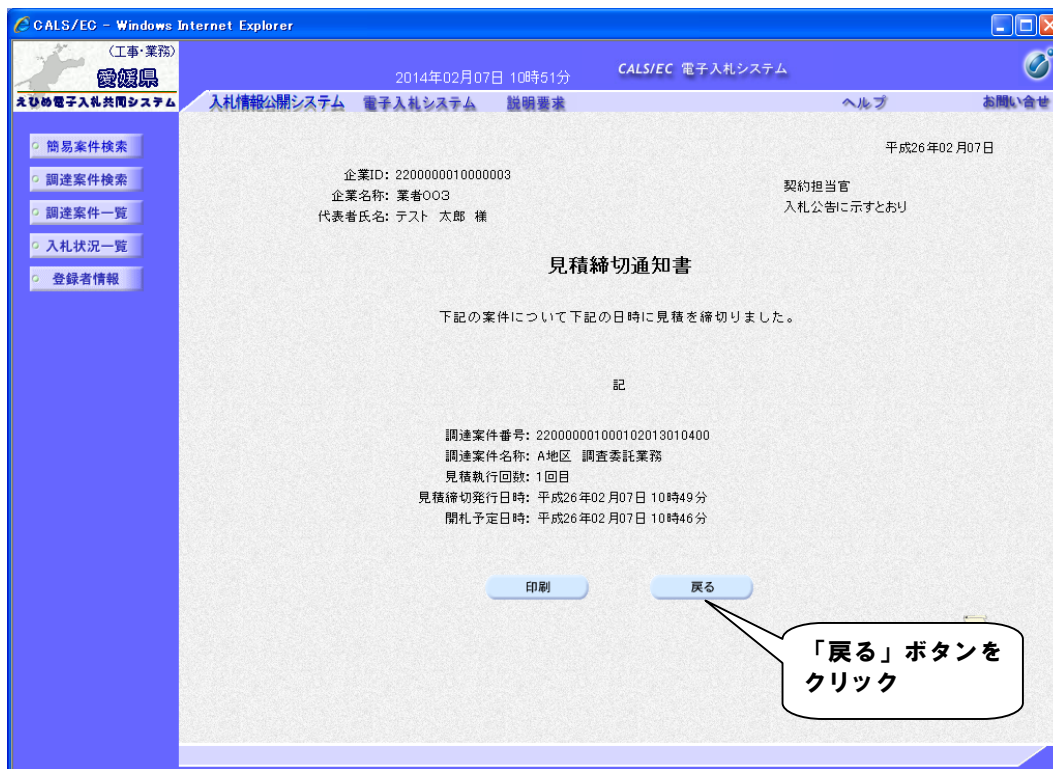 CALS/EC - Windows Internet Explorer
(工事・業務)
愛媛県
えひめ電子入札共同システム
2014年02月07日 10時51分
CALS/EC 電子入札システム
入札情報公開システム 電子入札システム 説明要求 ヘルプ お問い合せ
簡易案件検索
調達案件検索
調達案件一覧
入札状況一覧
登録者情報
平成26年02月07日
企業ID: 2200000010000003
企業名称: 業者003
代表者氏名: テスト 太郎 様
契約担当官
入札公告に示すとおり
見積締切通知書
下記の案件について下記の日時に見積を締切りました。
記
調達案件番号: 220000001000102013010400
調達案件名称: A地区 調査委託業務
見積執行回数: 1回目
見積締切発行日時: 平成26年02月07日 10時49分
開札予定日時: 平成26年02月07日 10時46分
印刷 戻る
「戻る」ボタンを
クリック